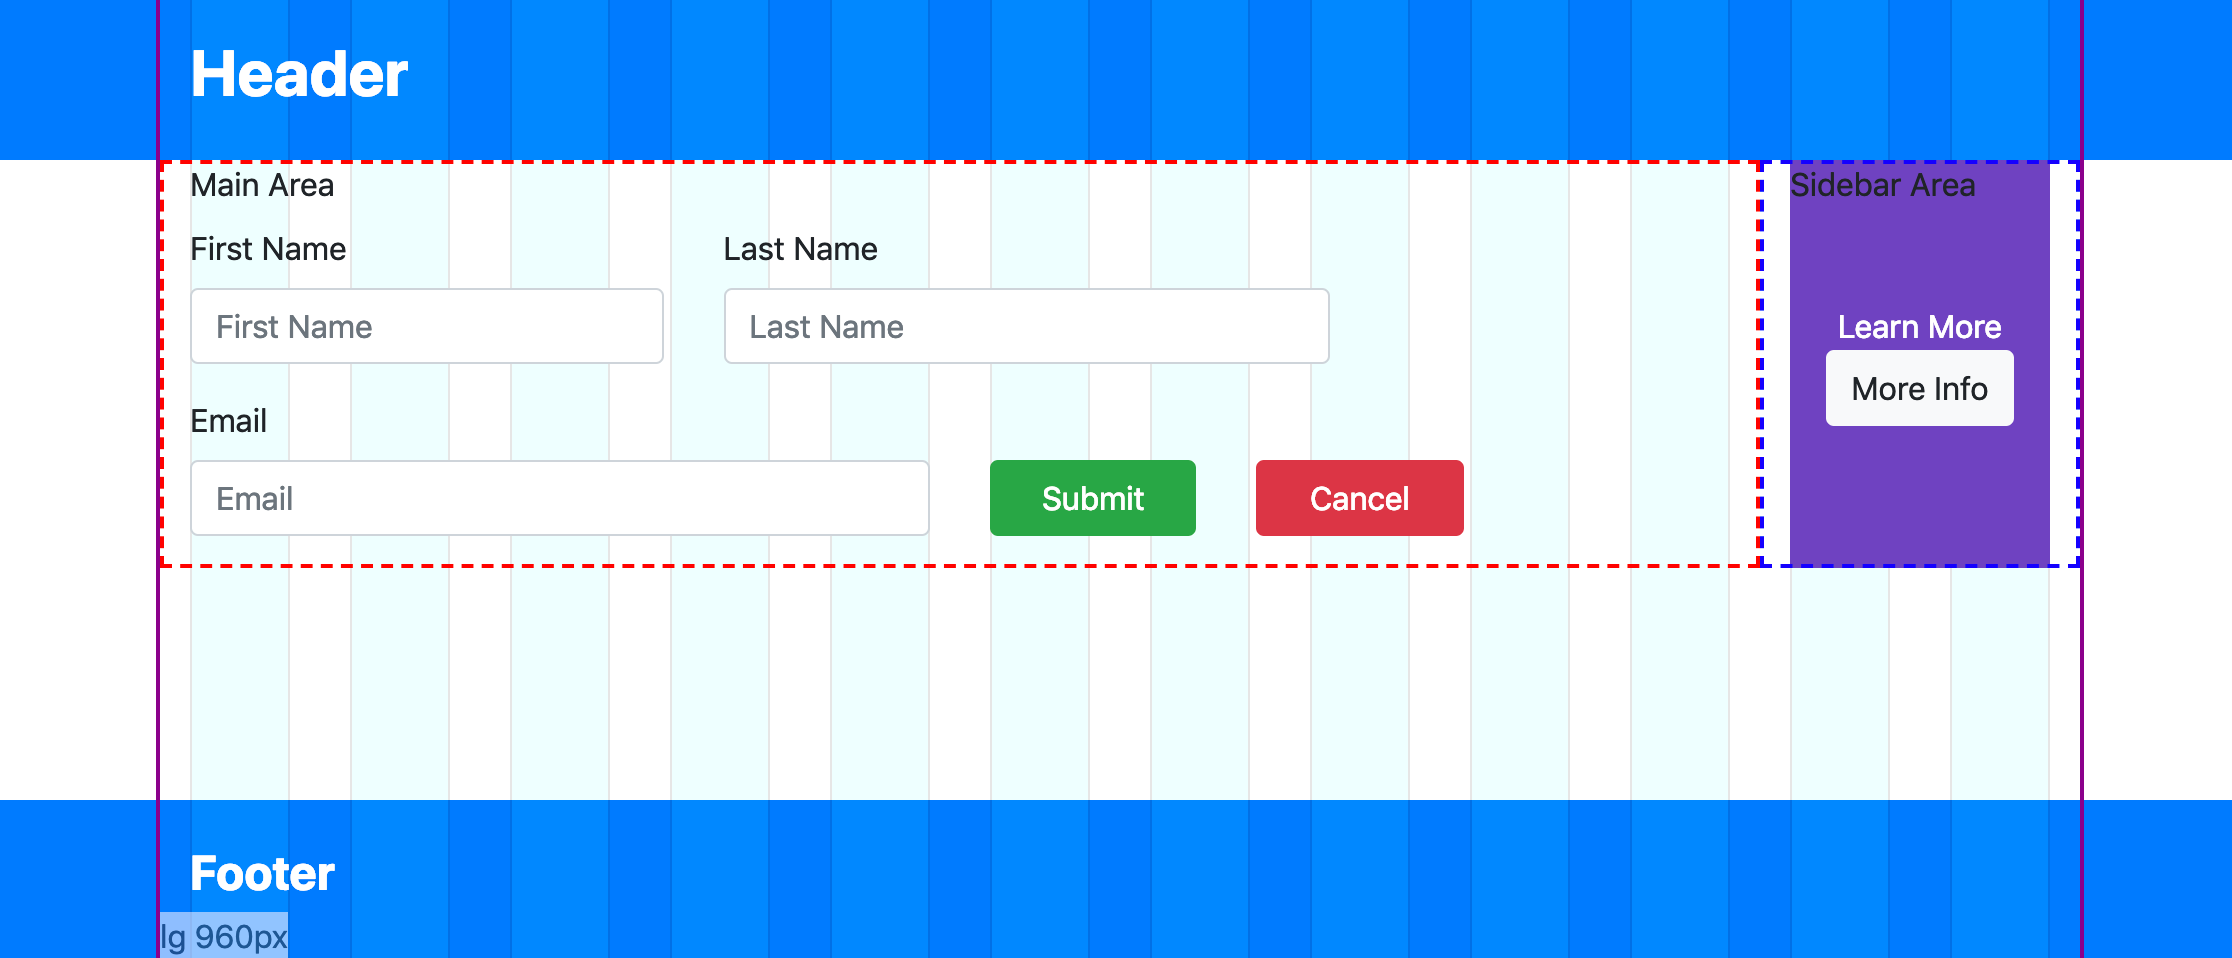 Header
Main Area
Sidebar Area
First Name
Last Name
First Name
Last Name
Learn More
More Info
Email
Email
Submit
Cancel
Footer
lg 960px